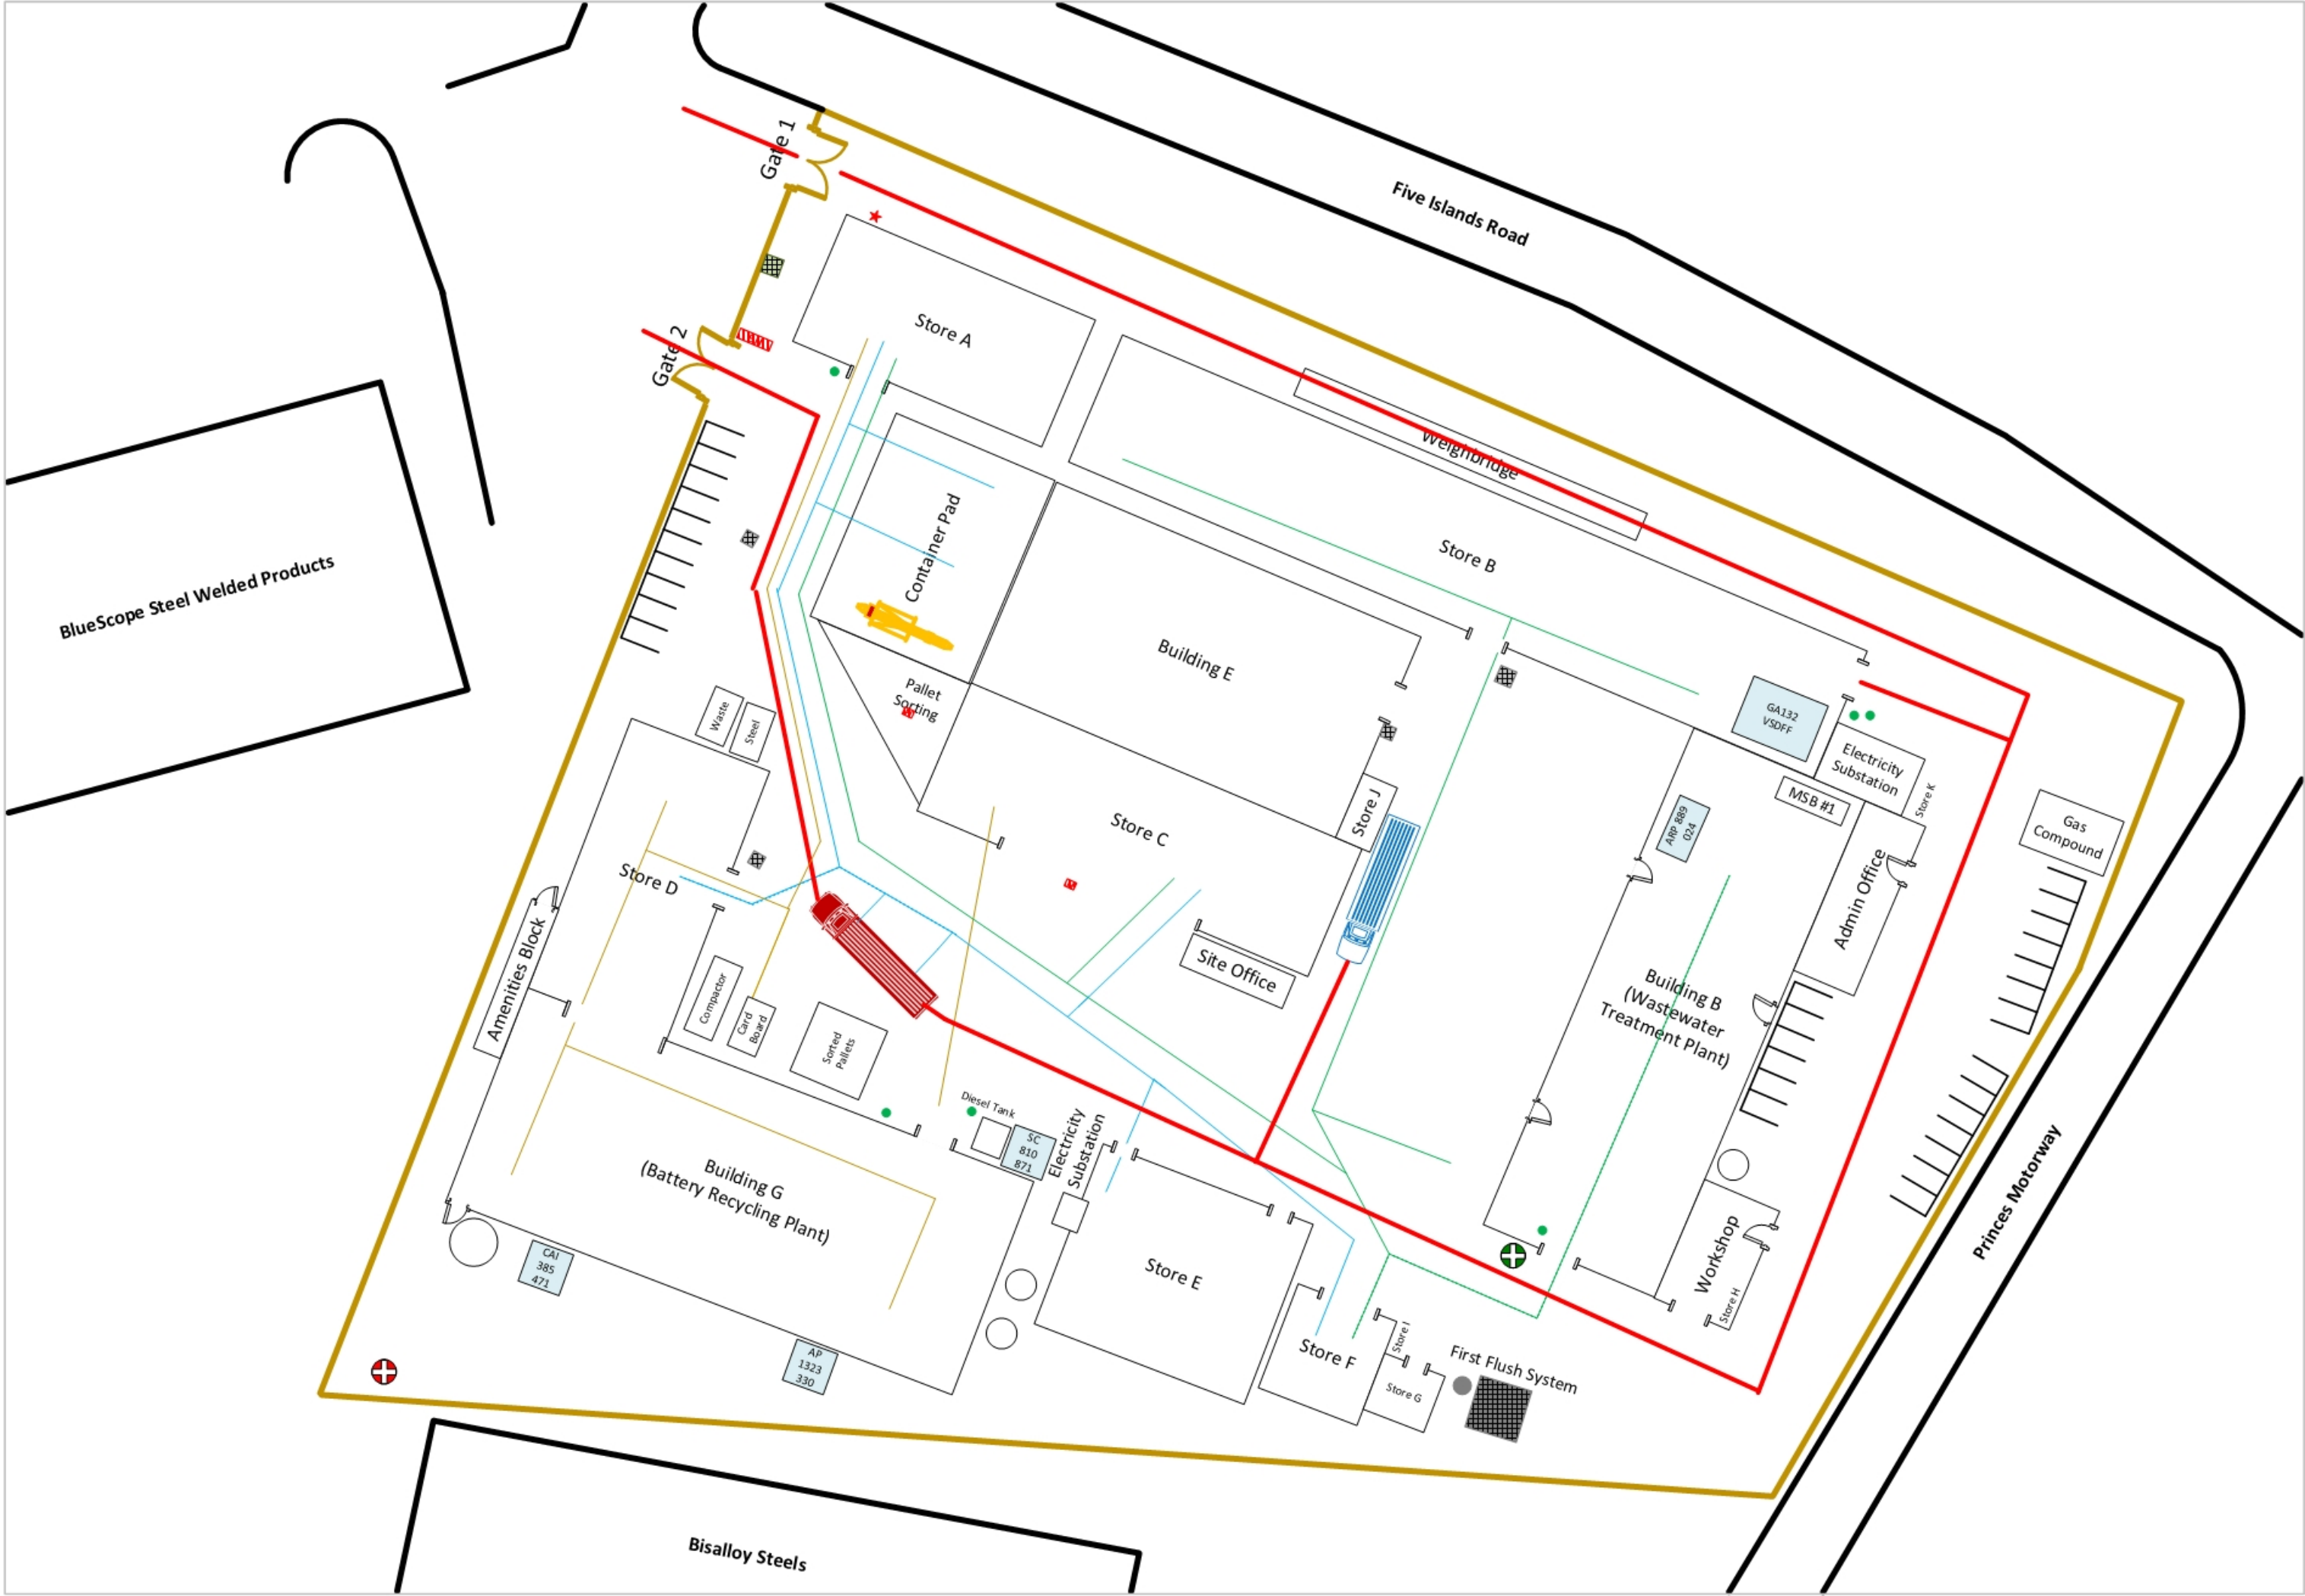 Gate 1
Five Islands Road
Store A
Gate 2
Weighbridge
Container Pad
Store B
BlueScope Steel Welded Products
Building E
Pallet
Sorting
Waste
Steel
GA132
VSDFF
Electricity
Substation
Store K
MSB #1
Store J
Store C
ARP 889
024
Gas
Compound
Store D
Admin Office
Amenities Block
Site Office
Compactor
Card
Board
Sorted
Pallets
Building B
(Wastewater
Treatment Plant)
Diesel Tank
SC
810
871
Electricity
Substation
Princes Motorway
Building G
(Battery Recycling Plant)
CAI
385
471
Store E
Workshop
Store H
Store F
Store I
Store G
First Flush System
AP
1323
330
Bisalloy Steels